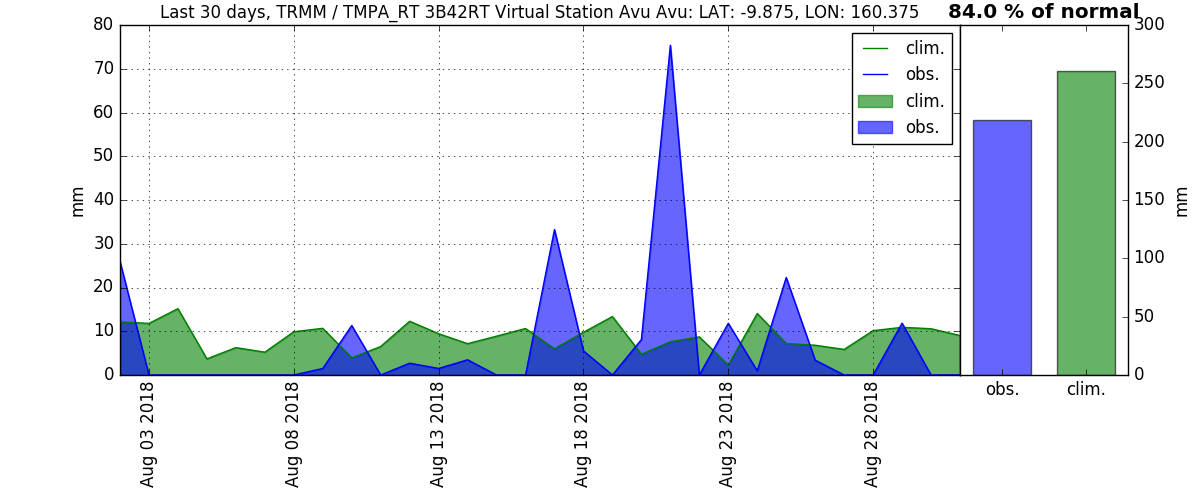 Last 30 days, TRMM / TMPA_RT 3B42RT Virtual Station Avu Avu: LAT: -9.875, LON: 160.375
84.0 % of normal
80
70
60
50
40
30
20
10
0
mm
clim.
obs.
clim.
obs.
Aug 03 2018
Aug 08 2018
Aug 13 2018
Aug 18 2018
Aug 23 2018
Aug 28 2018
300
250
200
150
100
50
0
mm
obs.
clim.